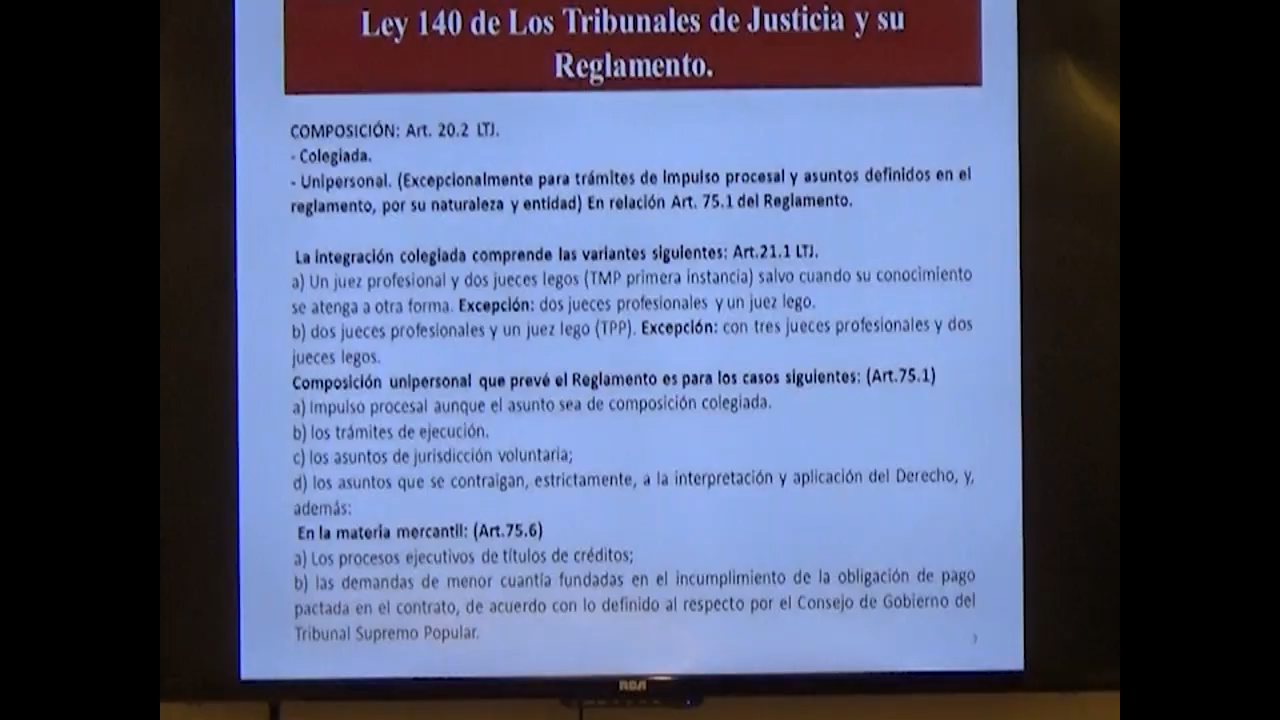 Ley 140 de Los Tribunales de Justicia y su
Reglamento.
COMPOSICIÓN: Art. 20.2 LTJ.
- Colegiada.
- Unipersonal. (Excepcionalmente para trámites de impulso procesal y asuntos definidos en el
reglamento, por su naturaleza y entidad) En relación Art. 75.1 del Reglamento.
La integración colegiada comprende las variantes siguientes: Art.21.1 LTJ.
a) Un juez profesional y dos jueces legos (TMP primera instancia) salvo cuando su conocimiento
se atenga a otra forma. Excepción: dos jueces profesionales y un juez lego.
b) dos jueces profesionales y un juez lego (TPP). Excepción: con tres jueces profesionales y dos
jueces legos.
Composición unipersonal que prevé el Reglamento es para los casos siguientes: (Art.75.1)
a) Impulso procesal aunque el asunto sea de composición colegiada.
b) los trámites de ejecución.
c) los asuntos de jurisdicción voluntaria;
d) los asuntos que se contraigan, estrictamente, a la interpretación y aplicación del Derecho, y,
además:
En la materia mercantil: (Art.75.6)
a) Los procesos ejecutivos de títulos de créditos;
b) las demandas de menor cuantía fundadas en el incumplimiento de la obligación de pago
pactada en el contrato, de acuerdo con lo definido al respecto por el Consejo de Gobierno del
Tribunal Supremo Popular.
3
RCA